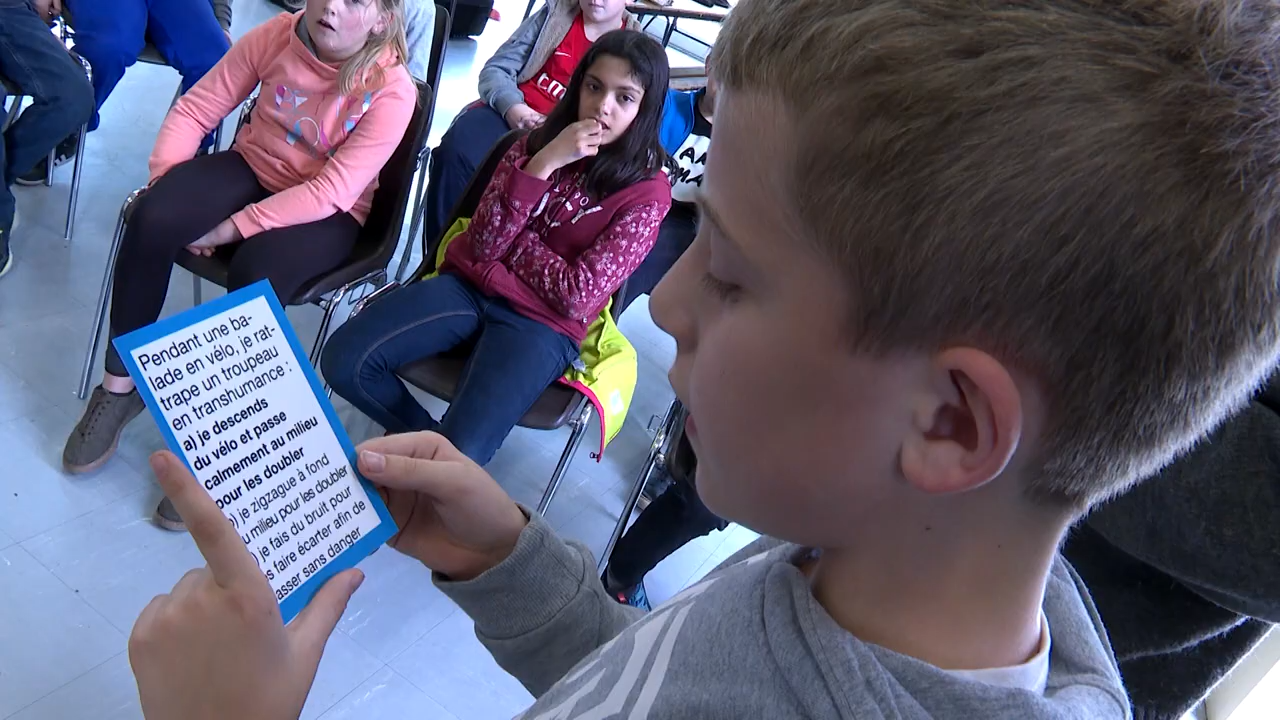 Pendant une ba-
lade en vélo, je rat-
trape un troupeau
en transhumance :
a) je descends
du vélo et passe
calmement au milieu
pour les doubler
) je zigzague à fond
u milieu pour les doubler
) je fais du bruit pour
s faire écarter afin de
asser sans danger